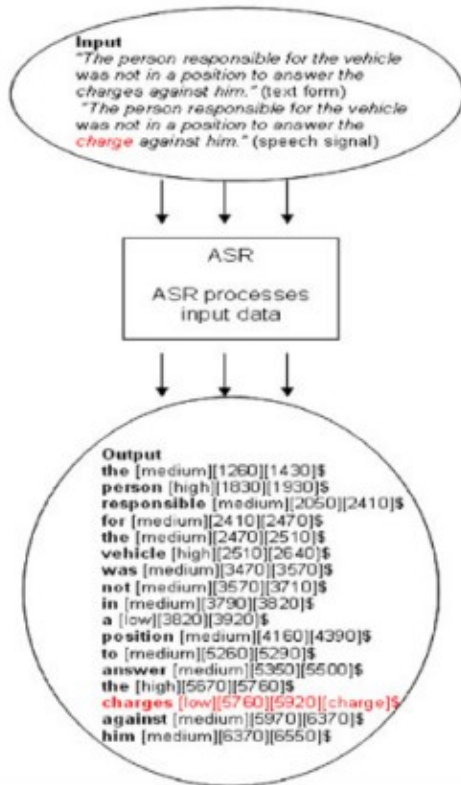 Input
"The person responsible for the vehicle
was not in a position to answer the
charges against him." (text form)
"The person responsible for the vehicle
was not in a position to answer the
charge against him." (speech signal)
ASR
ASR processes
input data
Output
the [medium][1260][1430]$
person [high][1830][1930]$
responsible [medium][2050][2410]$
for [medium][2410][2470]$
the [medium][2470][2510]$
vehicle [high][2510][2640]$
was [medium][3470][3570]$
not [medium][3570][3710]$
in [medium][3790][3820]$
a [low][3820][3920]$
position [medium][4160][4390]$
to [medium][5260][5290]$
answer [medium][5350][5500]$
the [high][5670][5760]$
charges [low][5760][5920][charge]$
against [medium][5970][6370]$
him [medium][6370][6550]$